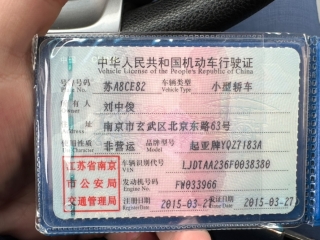 中华人民共和国机动车行驶证
Vehicle License of the People's Republic of China
号牌号码 苏A8CE82 车辆类型 小型轿车
Plate No. Vehicle Type
所有人 刘中俊
Owner
住址 南京市玄武区北京东路63号
使用性质 非营运 品牌型号 起亚牌YQZ7183A
Use Character
江苏省南京 车辆识别代号 LJDTAA236F0038380
VIN
市公安局 发动机号码 FW033966
Engine No.
交通管理局 注册日期 2015-03-27 发证日期 2015-03-27
Register Date Issue Date